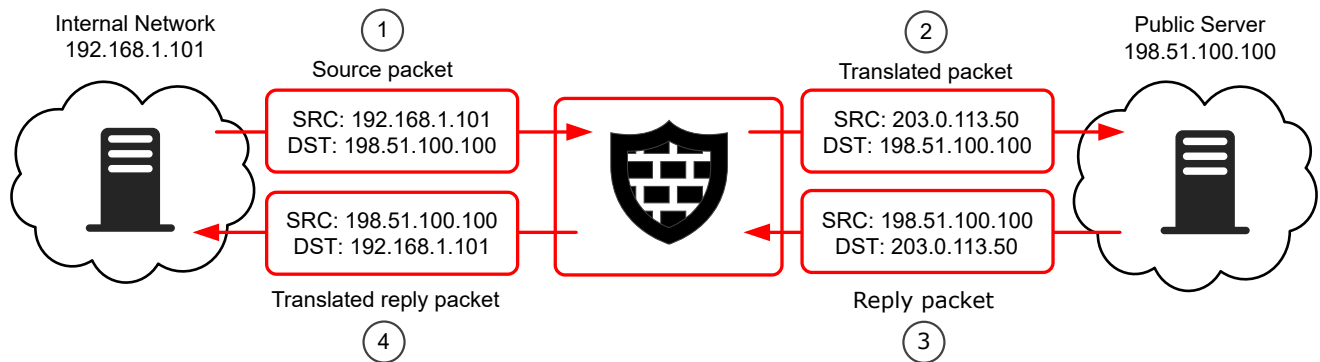 Internal Network
192.168.1.101
1
Source packet
SRC: 192.168.1.101
DST: 198.51.100.100
2
Translated packet
SRC: 203.0.113.50
DST: 198.51.100.100
Public Server
198.51.100.100
SRC: 198.51.100.100
DST: 192.168.1.101
Translated reply packet
4
SRC: 198.51.100.100
DST: 203.0.113.50
Reply packet
3